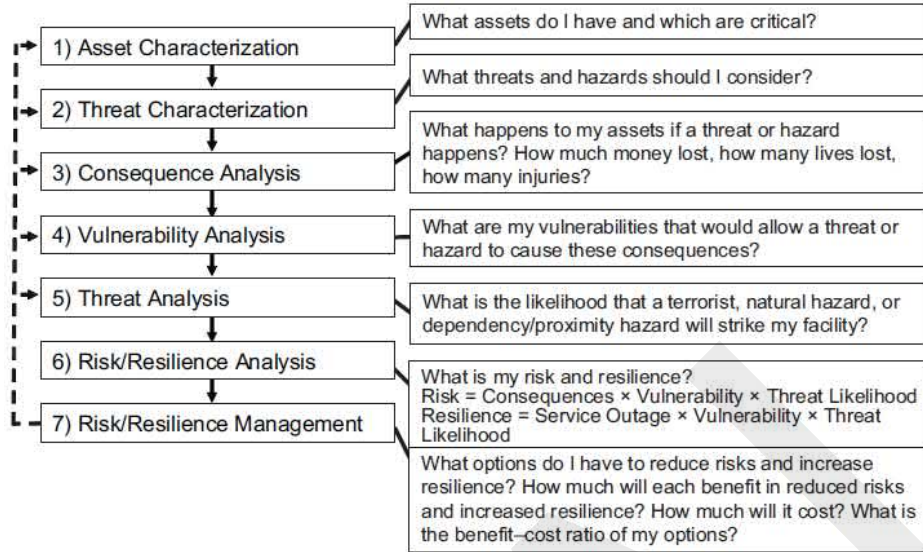 1) Asset Characterization
What assets do I have and which are critical?
2) Threat Characterization
What threats and hazards should I consider?
3) Consequence Analysis
What happens to my assets if a threat or hazard
happens? How much money lost, how many lives lost,
how many injuries?
4) Vulnerability Analysis
What are my vulnerabilities that would allow a threat or
hazard to cause these consequences?
5) Threat Analysis
What is the likelihood that a terrorist, natural hazard, or
dependency/proximity hazard will strike my facility?
6) Risk/Resilience Analysis
What is my risk and resilience?
Risk = Consequences × Vulnerability × Threat Likelihood
Resilience = Service Outage × Vulnerability × Threat
Likelihood
7) Risk/Resilience Management
What options do I have to reduce risks and increase
resilience? How much will each benefit in reduced risks
and increased resilience? How much will it cost? What is
the benefit–cost ratio of my options?